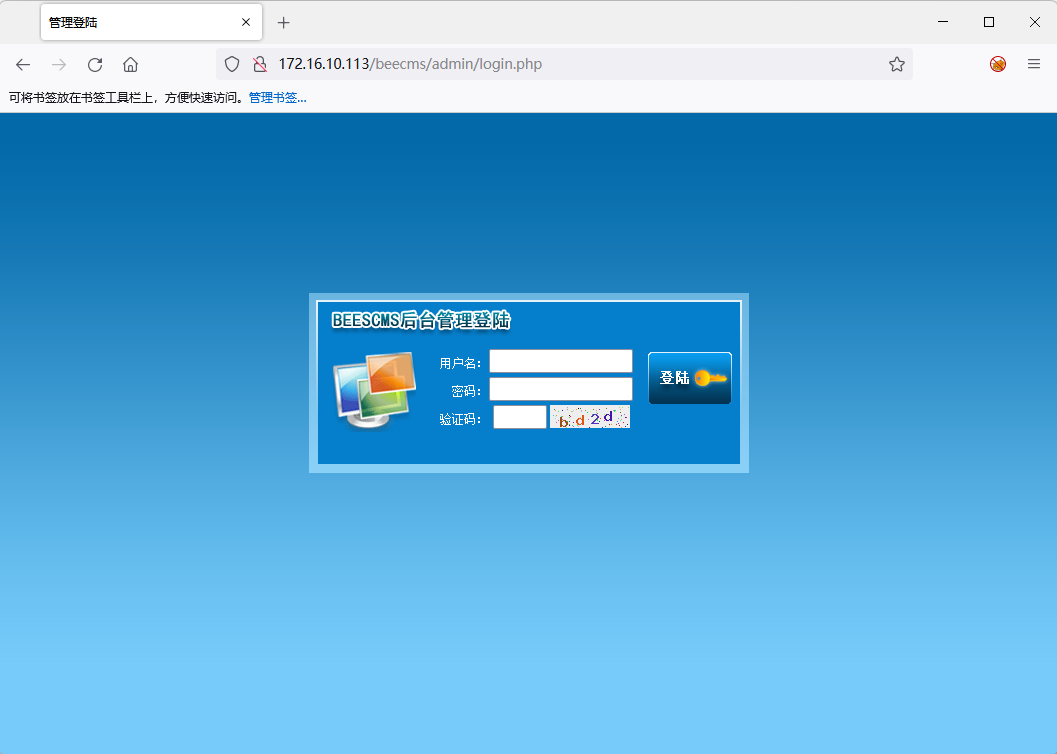 管理登陆
172.16.10.113/beecms/admin/login.php
可将书签放在书签工具栏上，方便快速访问。管理书签...
BEESCMS后台管理登陆
用户名：
登陆
密码：
验证码： bd2d